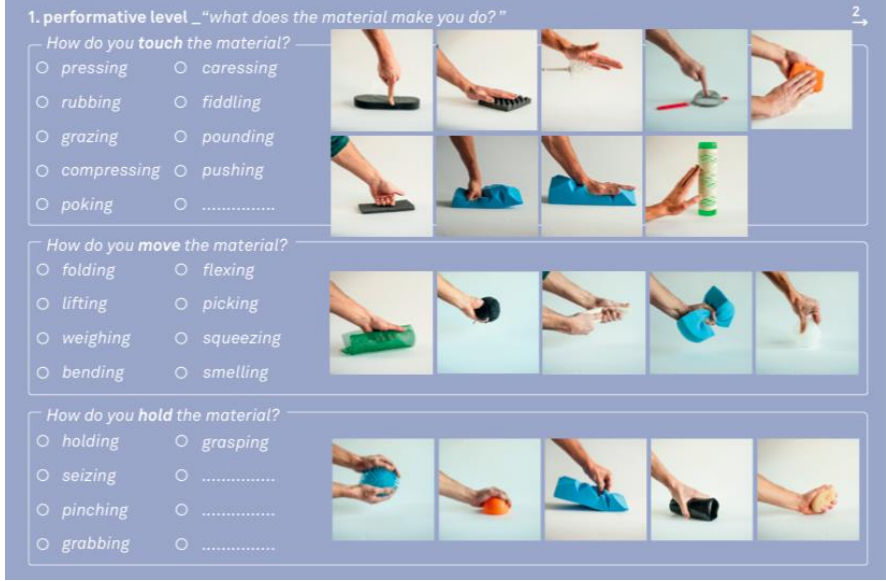 1. performative level _"what does the material make you do?"
2
How do you touch the material?
pressing
caressing
rubbing
fiddling
grazing
pounding
compressing
pushing
poking
...............
How do you move the material?
folding
flexing
lifting
picking
weighing
squeezing
bending
smelling
How do you hold the material?
holding
grasping
seizing
...............
pinching
...............
grabbing
...............